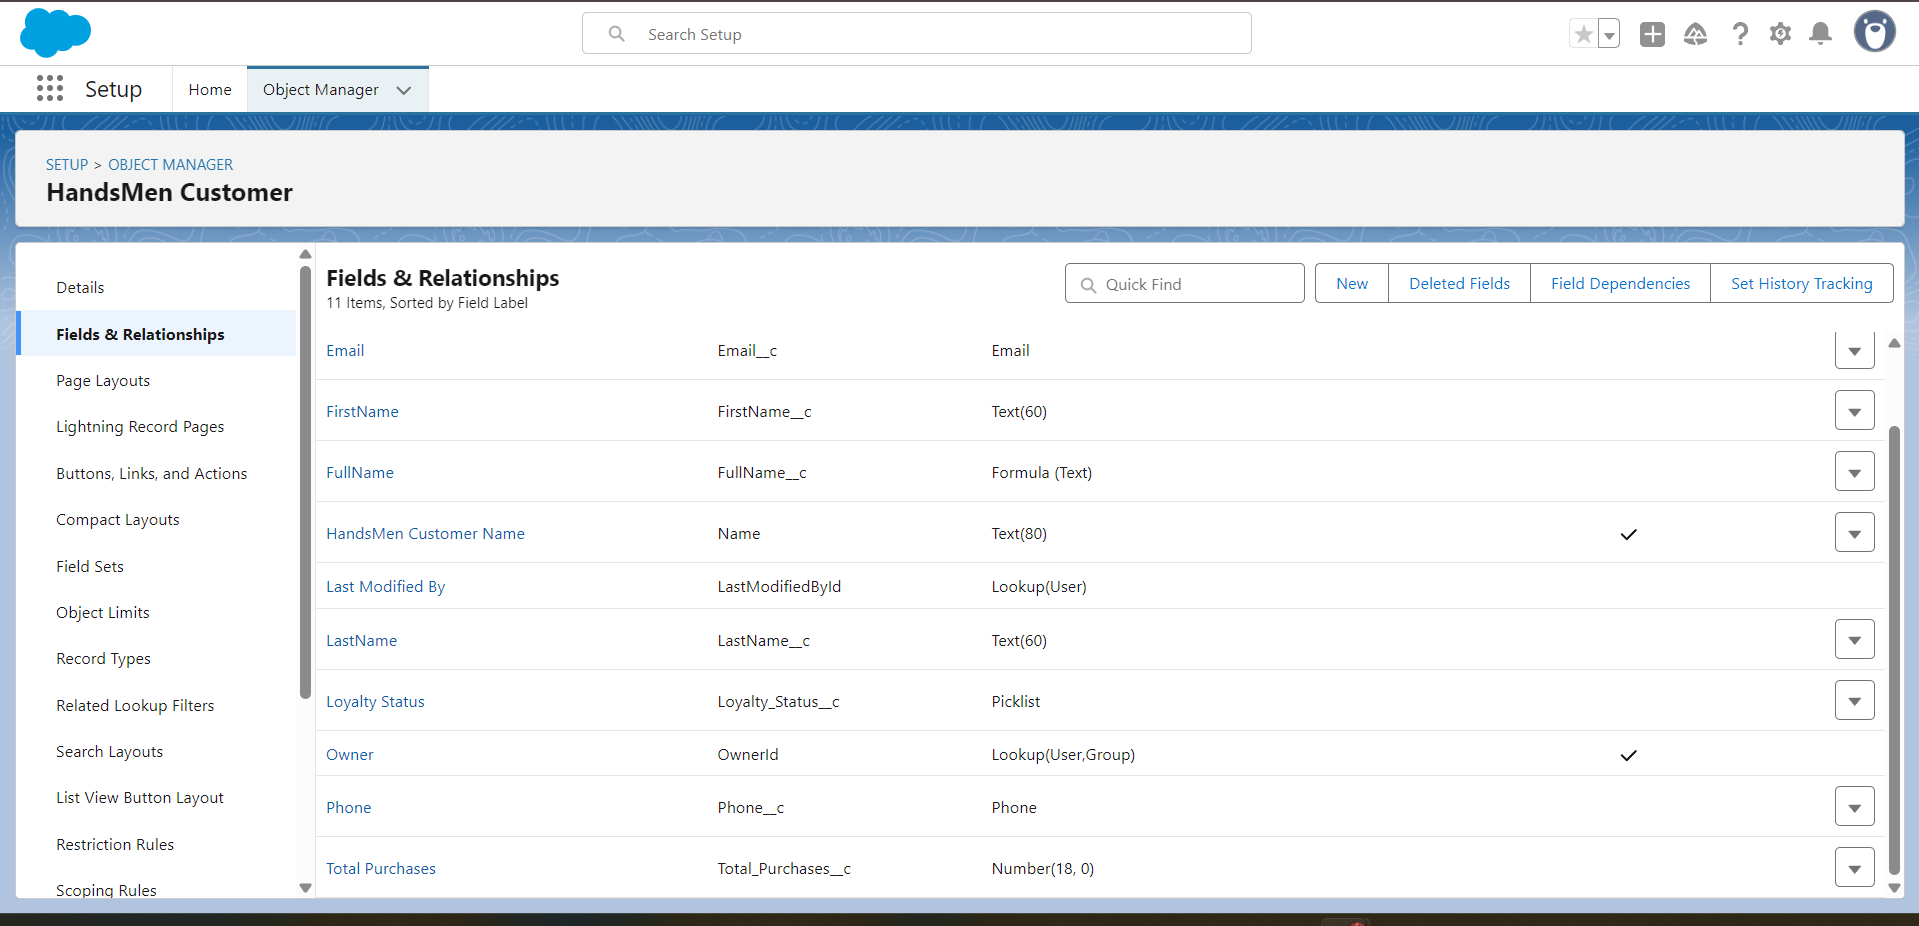 Search Setup
Setup
Home
Object Manager
SETUP > OBJECT MANAGER
HandsMen Customer
Details
Fields & Relationships
Page Layouts
Lightning Record Pages
Buttons, Links, and Actions
Compact Layouts
Field Sets
Object Limits
Record Types
Related Lookup Filters
Search Layouts
List View Button Layout
Restriction Rules
Scoping Rules
Fields & Relationships
11 Items, Sorted by Field Label
Quick Find
New
Deleted Fields
Field Dependencies
Set History Tracking
Email Email__c Email
FirstName FirstName__c Text(60)
FullName FullName__c Formula (Text)
HandsMen Customer Name Name Text(80)
Last Modified By LastModifiedById Lookup(User)
LastName LastName__c Text(60)
Loyalty Status Loyalty_Status__c Picklist
Owner OwnerId Lookup(User,Group)
Phone Phone__c Phone
Total Purchases Total_Purchases__c Number(18, 0)